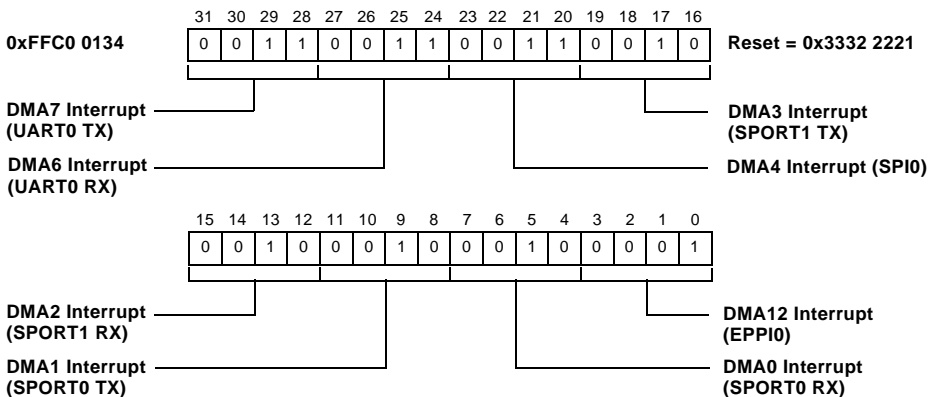 31 30 29 28 27 26 25 24 23 22 21 20 19 18 17 16
0xFFC0 0134
0 0 1 1 0 0 1 1 0 0 1 1 0 0 1 0
Reset = 0x3332 2221
DMA7 Interrupt
(UART0 TX)
DMA3 Interrupt
(SPORT1 TX)
DMA6 Interrupt
(UART0 RX)
DMA4 Interrupt (SPI0)
15 14 13 12 11 10 9 8 7 6 5 4 3 2 1 0
0 0 1 0 0 0 1 0 0 0 1 0 0 0 0 1
DMA2 Interrupt
(SPORT1 RX)
DMA12 Interrupt
(EPPI0)
DMA1 Interrupt
(SPORT0 TX)
DMA0 Interrupt
(SPORT0 RX)